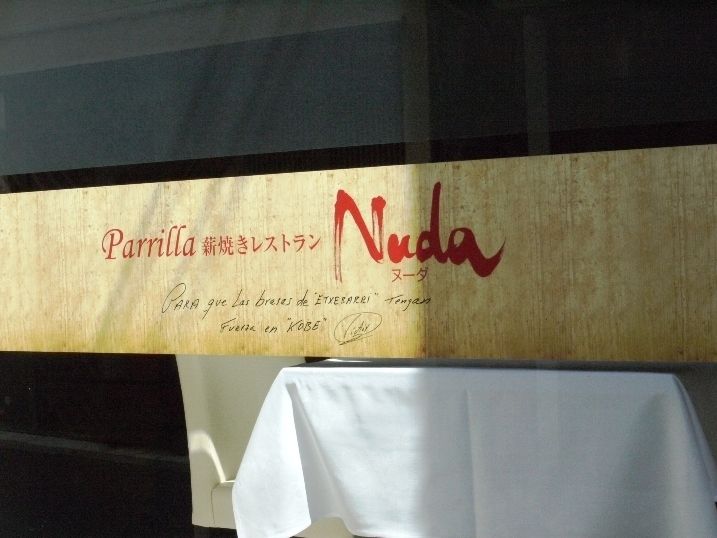 Parrilla 薪焼きレストラン Nuda
ヌーダ
PARA que Las brasas de "ETXEBARRI" Tengan
Fuerza en "KOBE" Victor